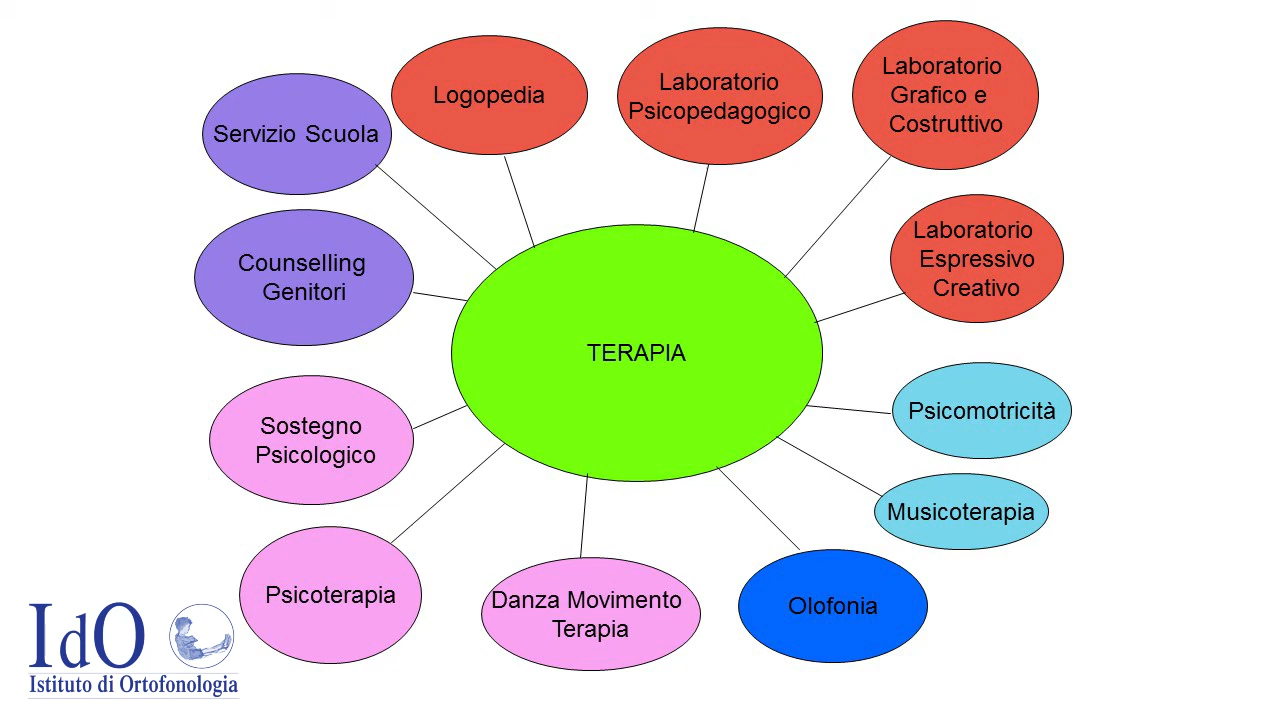 Logopedia
Laboratorio
Psicopedagogico
Laboratorio
Grafico e
Costruttivo
Servizio Scuola
Laboratorio
Espressivo
Creativo
Counselling
Genitori
TERAPIA
Psicomotricità
Sostegno
Psicologico
Musicoterapia
Psicoterapia
Danza Movimento
Terapia
Olofonia
IdO
Istituto di Ortofonologia